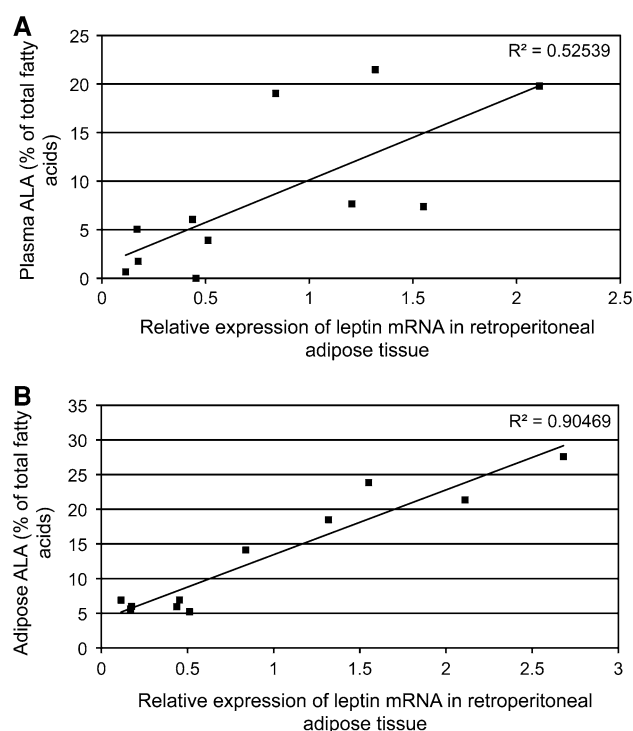 A
25
R² = 0.52539
20
15
10
5
0
Plasma ALA (% of total fatty
acids)
0 0.5 1 1.5 2 2.5
Relative expression of leptin mRNA in retroperitoneal
adipose tissue
B
35
R² = 0.90469
30
25
20
15
10
5
0
Adipose ALA (% of total fatty
acids)
0 0.5 1 1.5 2 2.5 3
Relative expression of leptin mRNA in retroperitoneal
adipose tissue